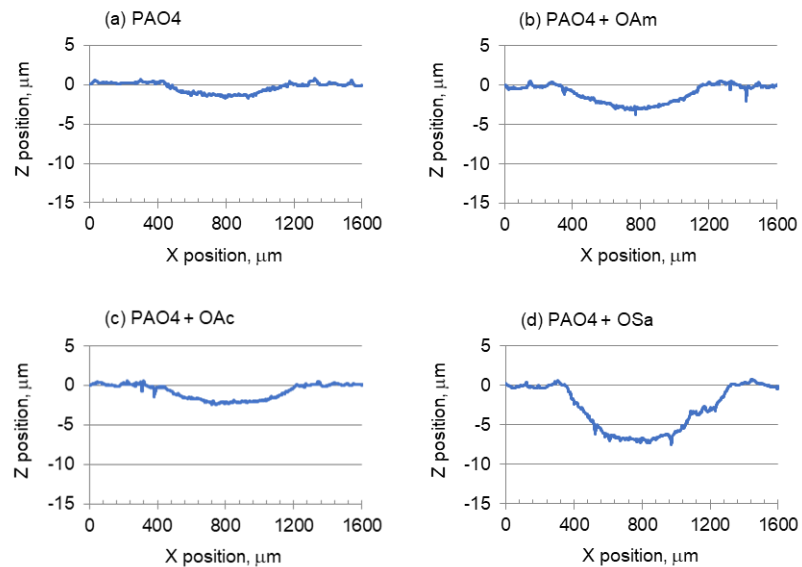 (a) PAO4
5
0
-5
-10
-15
Z position, μm
0 400 800 1200 1600
X position, μm
(b) PAO4 + OAm
5
0
-5
-10
-15
Z position, μm
0 400 800 1200 1600
X position, μm
(c) PAO4 + OAc
5
0
-5
-10
-15
Z position, μm
0 400 800 1200 1600
X position, μm
(d) PAO4 + OSa
5
0
-5
-10
-15
Z position, μm
0 400 800 1200 1600
X position, μm